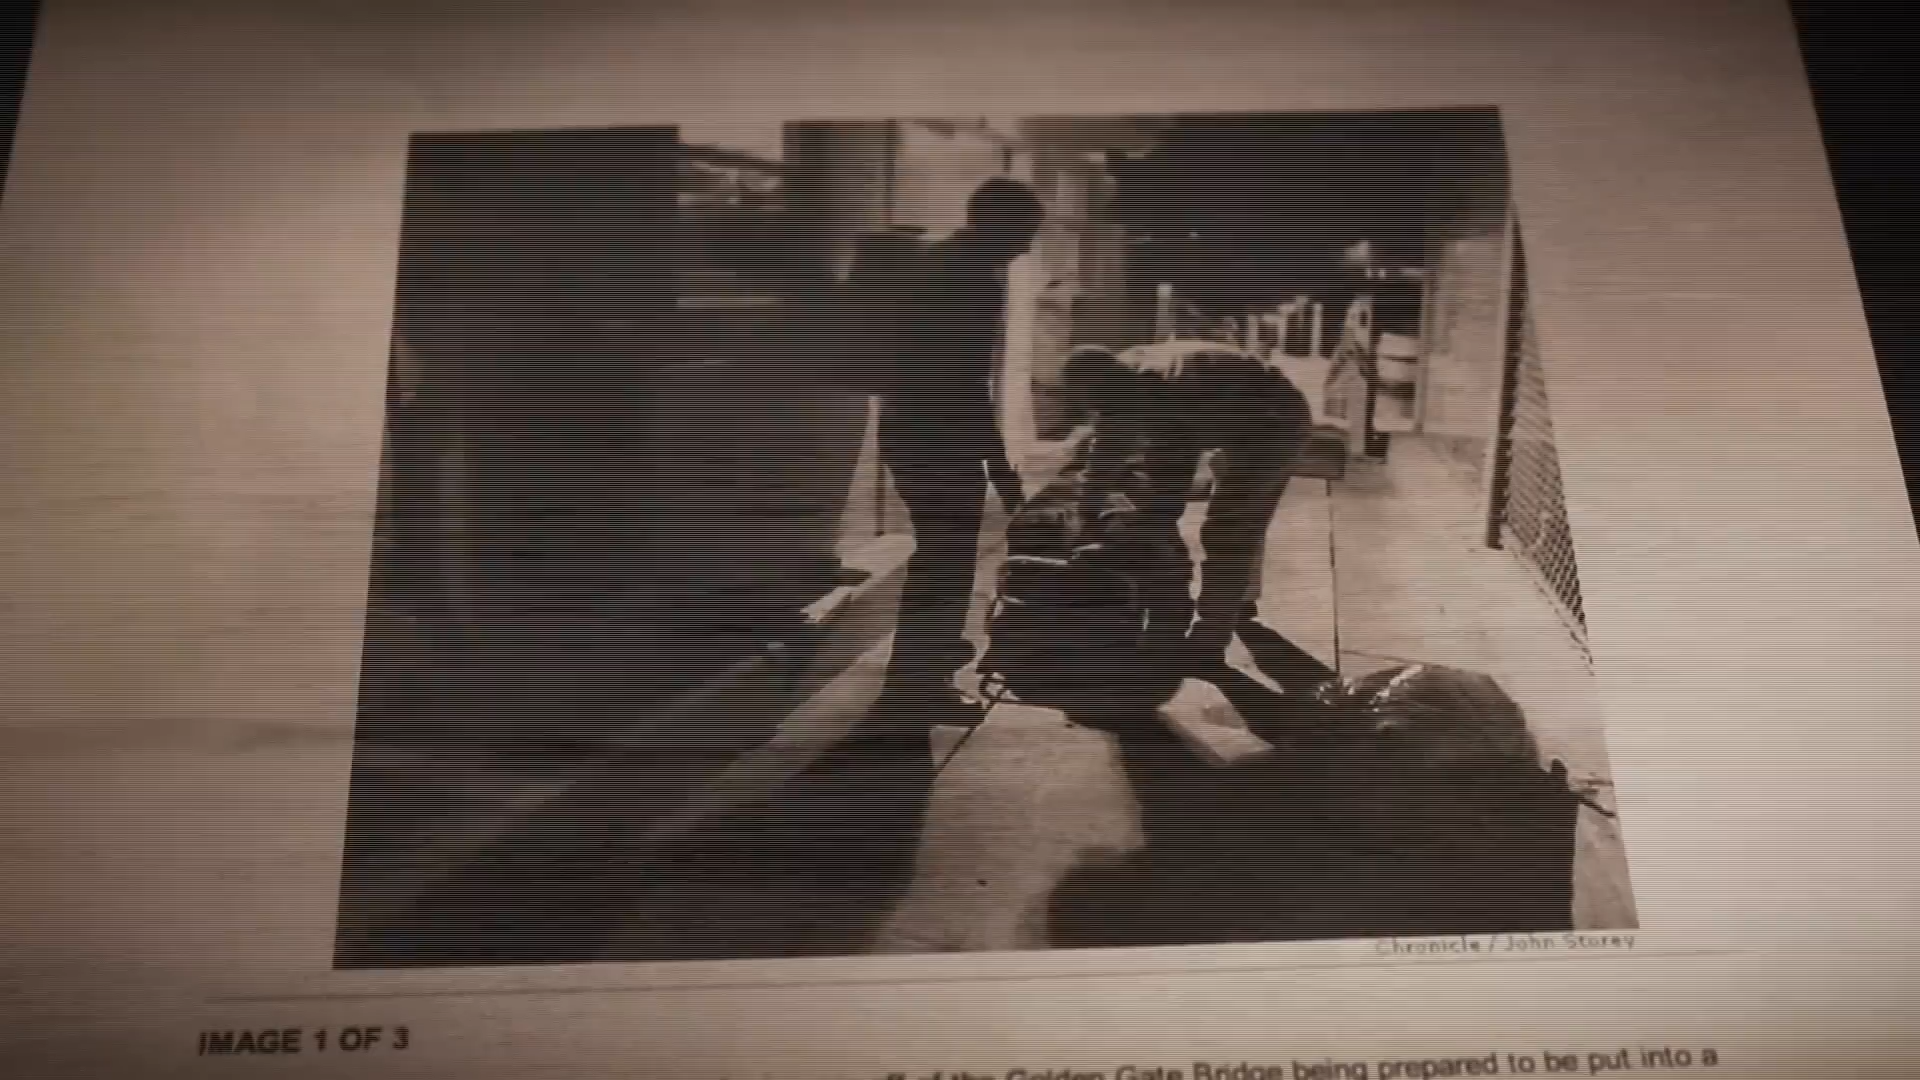 Chronicle / John Storey
IMAGE 1 OF 3
of the Golden Gate Bridge being prepared to be put into a